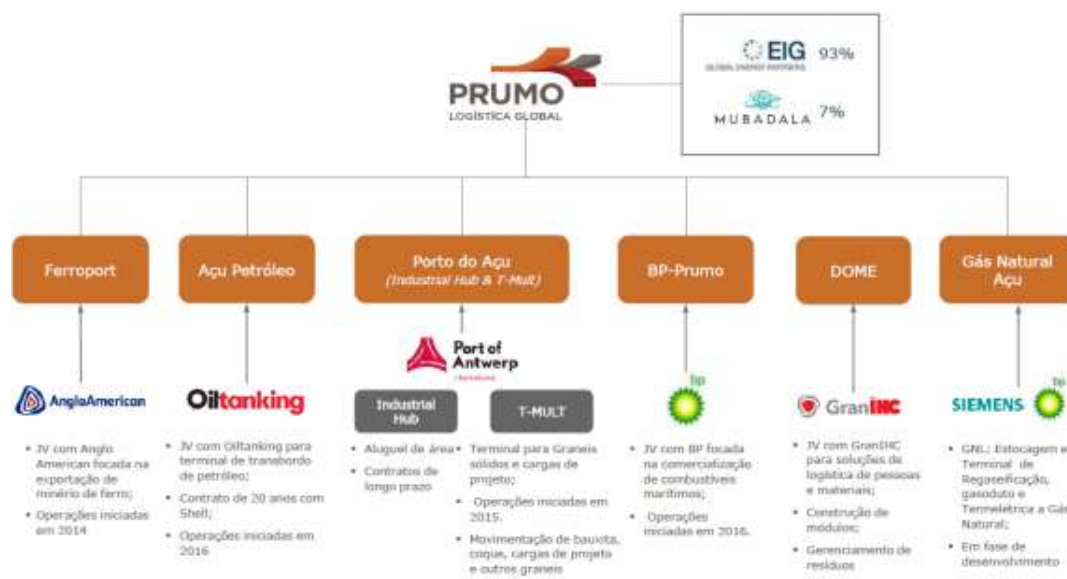 PRUMO
LOGÍSTICA GLOBAL
EIG
GLOBAL ENERGY PARTNERS
93%
MUBADALA
7%
Ferroport
Açu Petróleo
Porto do Açu
(Industrial Hub & T-Mult)
BP-Prumo
DOME
Gás Natural
Açu
AngloAmerican
Oiltanking
Port of
Antwerp
Industrial
Hub
T-MULT
bp
GranIHC
SIEMENS
bp
• JV com Anglo
American focada na
exportação de
minério de ferro;
• Operações iniciadas
em 2014
• JV com Oiltanking para
terminal de transbordo
de petróleo;
• Contrato de 20 anos com
Shell;
• Operações iniciadas em
2016
• Aluguel de área
• Contratos de
longo prazo
• Terminal para Graneis
sólidos e cargas de
projeto;
• Operações iniciadas em
2015.
• Movimentação de bauxita,
coque, cargas de projeto
e outros graneis
• JV com BP focada
na comercialização
de combustíveis
marítimos;
• Operações
iniciadas em 2016.
• JV com GranIHC
para soluções de
logística de pessoas
e materiais;
• Construção de
módulos;
• Gerenciamento de
resíduos
• GNL: Estocagem e
Terminal de
Regaseificação,
gasoduto e
Termelétrica a Gás
Natural;
• Em fase de
desenvolvimento